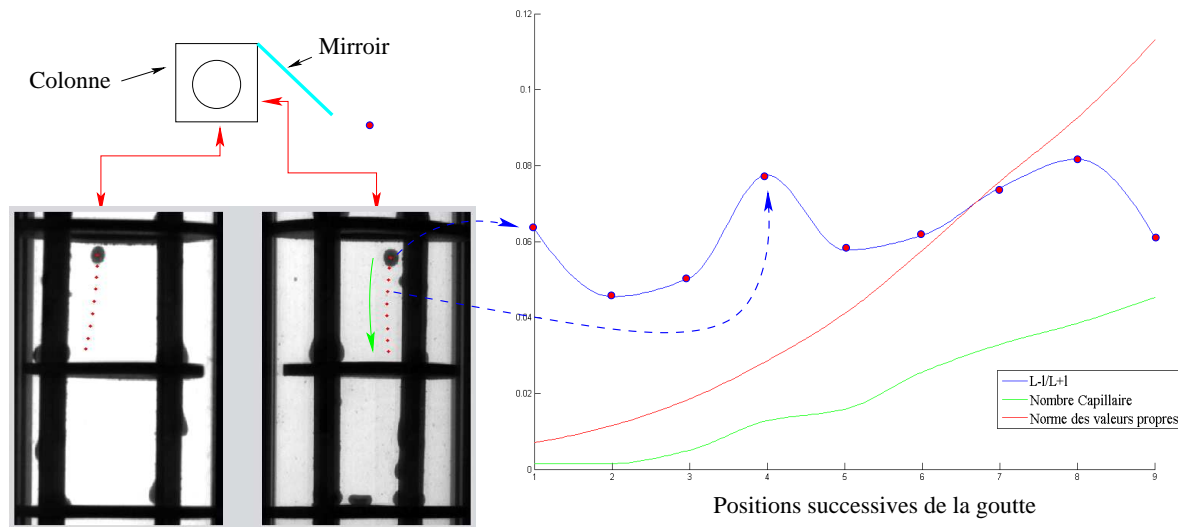 Mirroir
Colonne
0.12
0.1
0.08
0.06
0.04
0.02
0
1 2 3 4 5 6 7 8 9
L-l/L+l
Nombre Capillaire
Norme des valeurs propres
Positions successives de la goutte